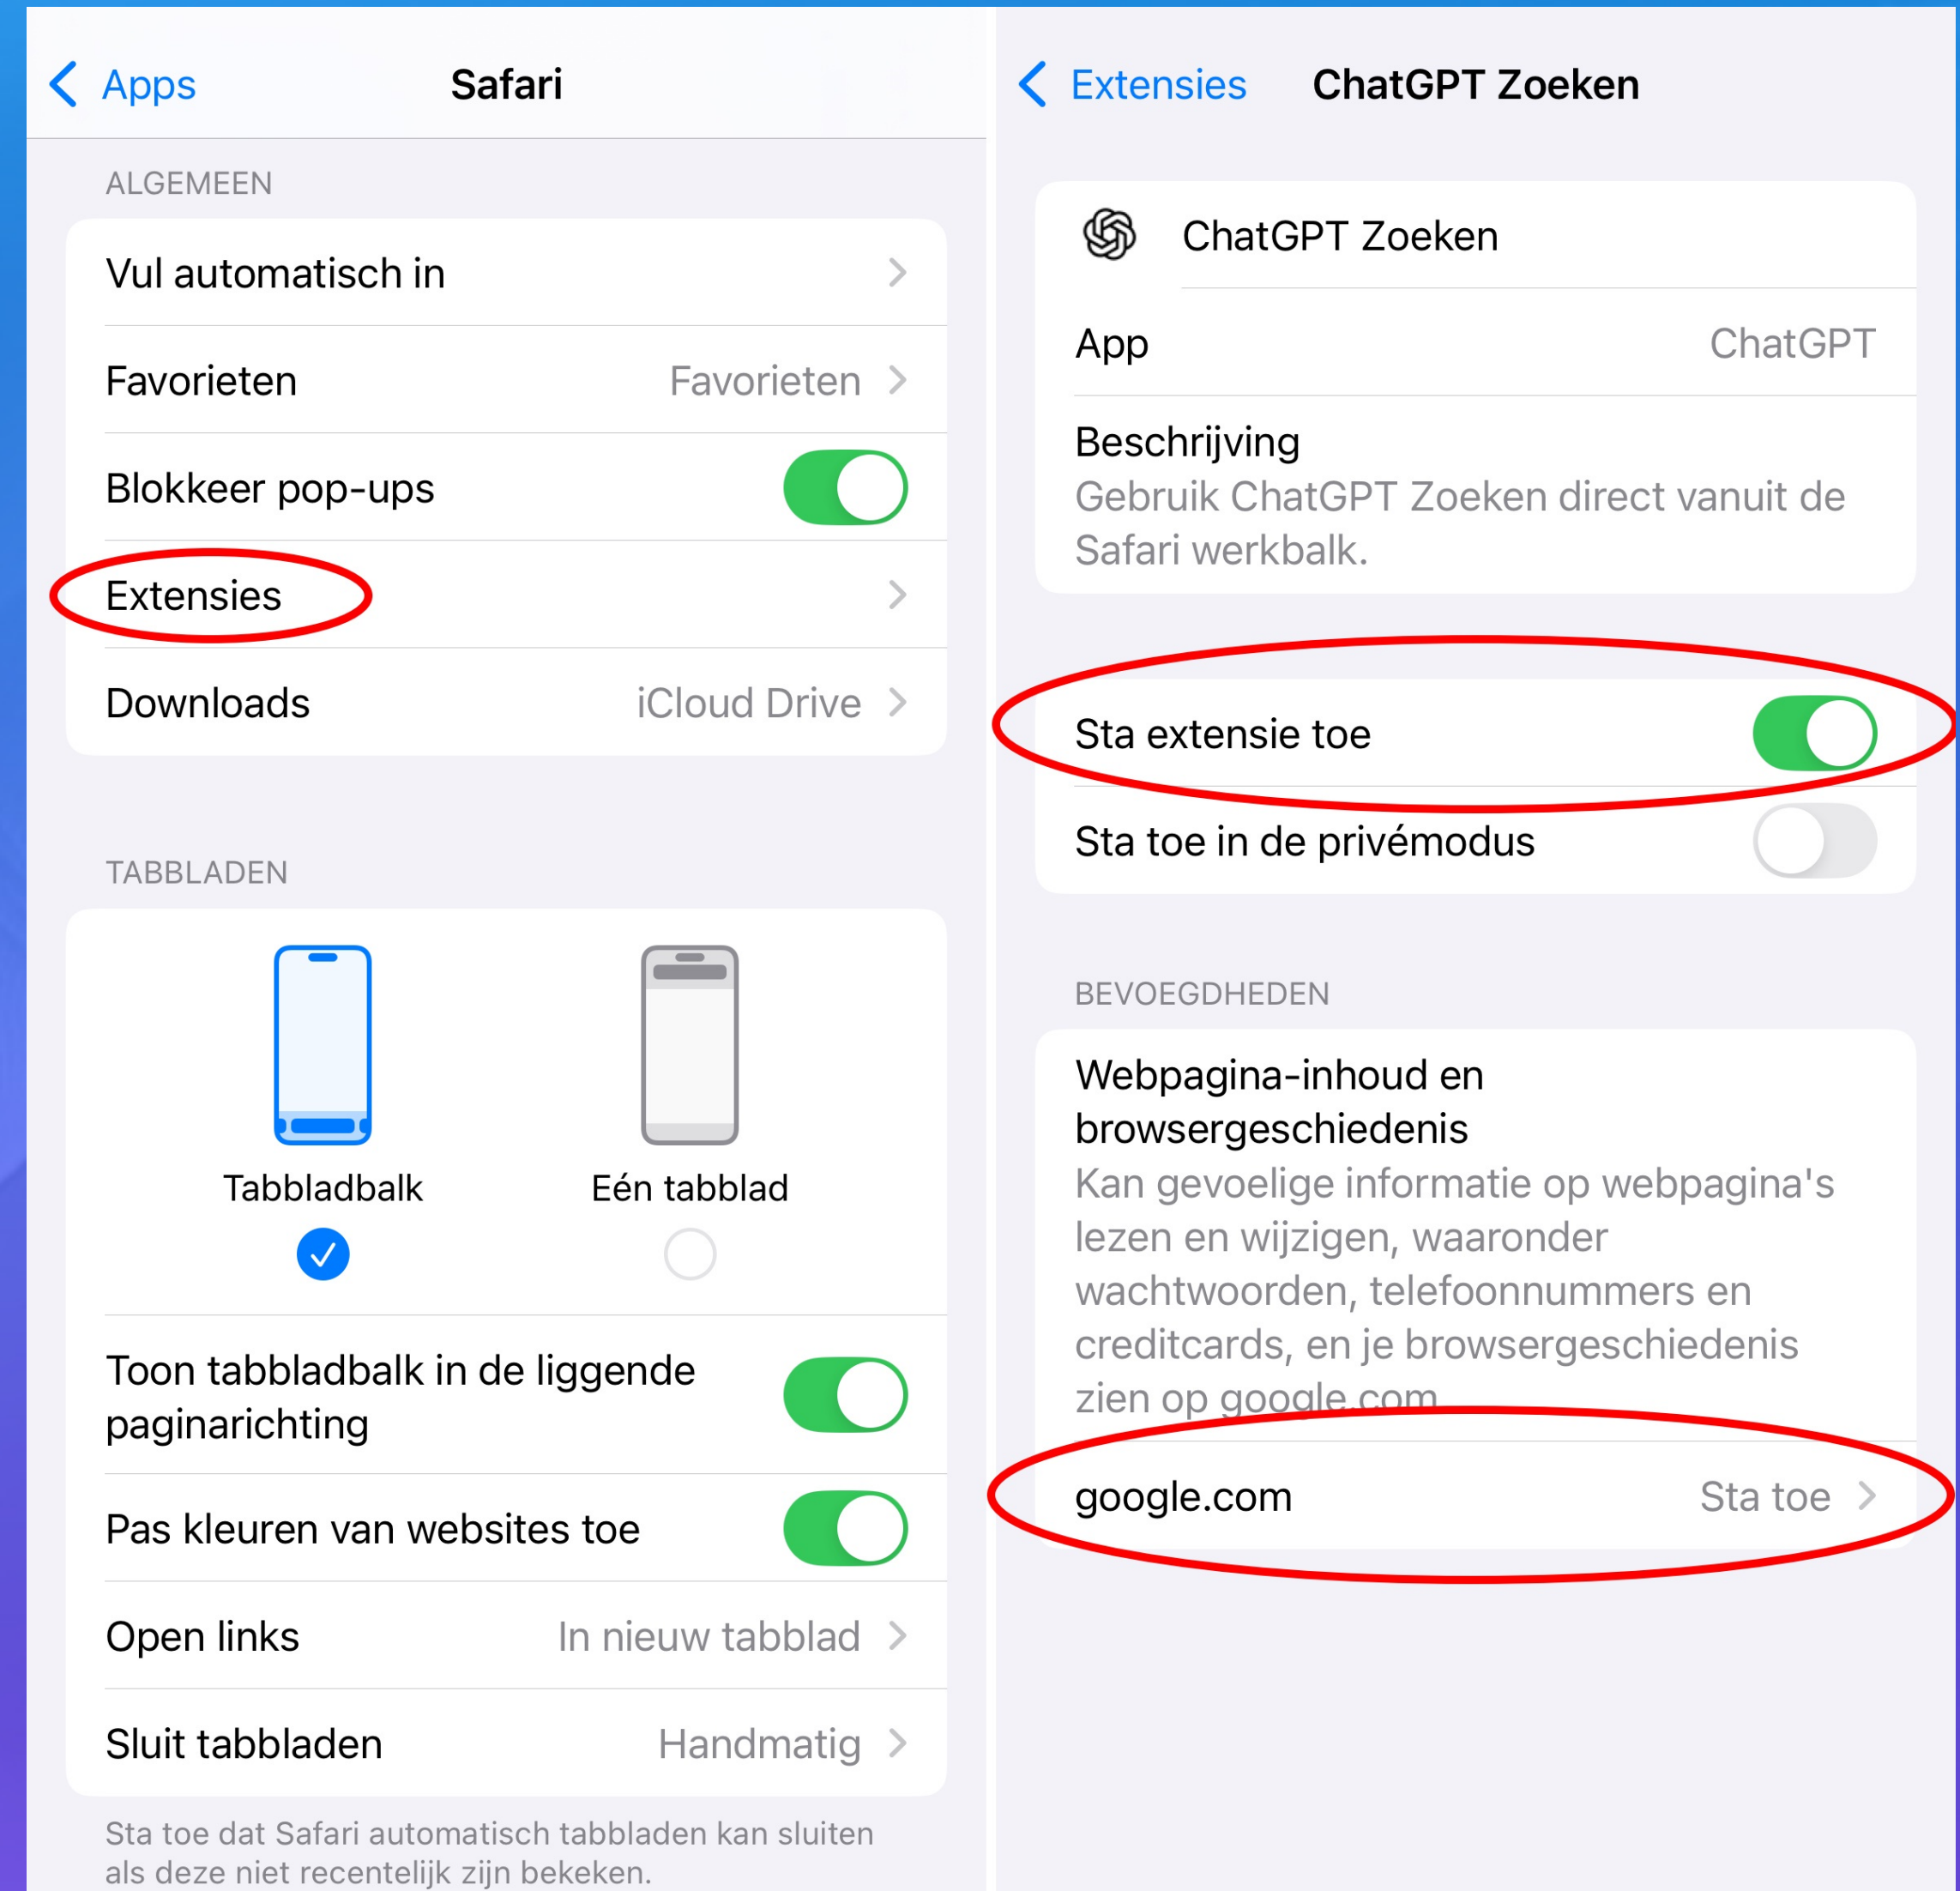 Apps
Safari
ALGEMEEN
Vul automatisch in
Favorieten Favorieten
Blokkeer pop-ups
Extensies
Downloads iCloud Drive
TABBLADEN
Tabbladbalk
Eén tabblad
Toon tabbladbalk in de liggende
paginarichting
Pas kleuren van websites toe
Open links In nieuw tabblad
Sluit tabbladen Handmatig
Sta toe dat Safari automatisch tabbladen kan sluiten
als deze niet recentelijk zijn bekeken.
Extensies
ChatGPT Zoeken
ChatGPT Zoeken
App ChatGPT
Beschrijving
Gebruik ChatGPT Zoeken direct vanuit de
Safari werkbalk.
Sta extensie toe
Sta toe in de privémodus
BEVOEGDHEDEN
Webpagina-inhoud en
browsergeschiedenis
Kan gevoelige informatie op webpagina's
lezen en wijzigen, waaronder
wachtwoorden, telefoonnummers en
creditcards, en je browsergeschiedenis
zien op google.com
google.com Sta toe